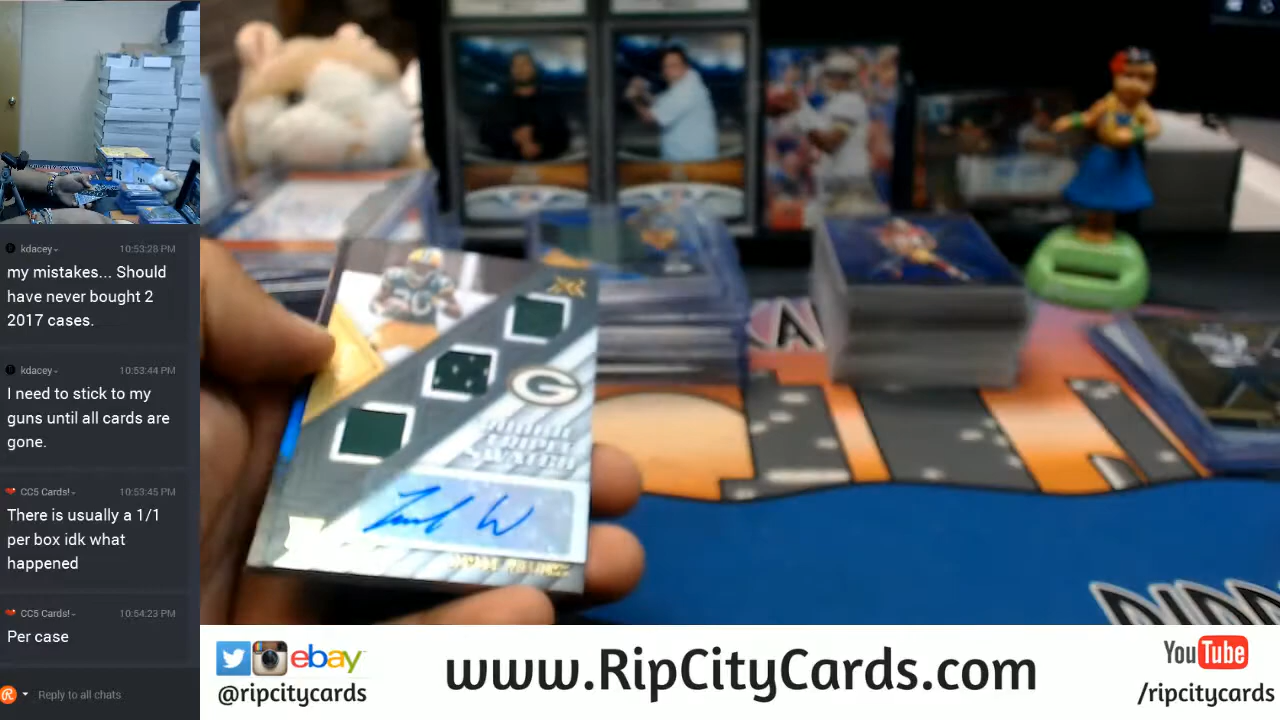 kdacey
10:53:28 PM
my mistakes... Should
have never bought 2
2017 cases.
kdacey
10:53:44 PM
I need to stick to my
guns until all cards are
gone.
CC5 Cards!
10:53:45 PM
There is usually a 1/1
per box idk what
happened
CC5 Cards!
10:54:23 PM
Per case
Reply to all chats
G
ROOKIE
TRIPLE
SWATCH
ebay
@ripcitycards
www.RipCityCards.com
YouTube
/ripcitycards